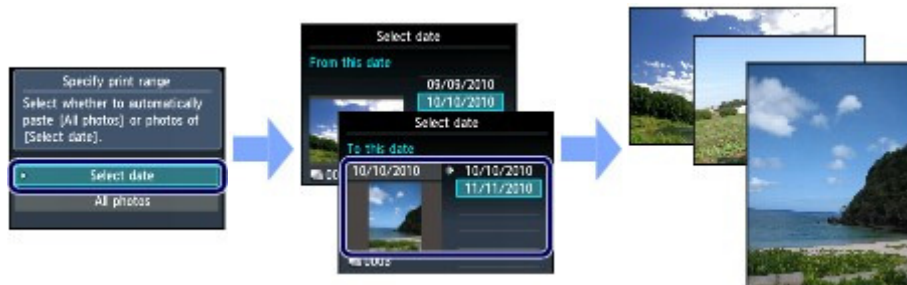 Specify print range
Select whether to automatically
paste [All photos] or photos of
[Select date].
Select date
All photos
Select date
From this date
09/09/2010
10/10/2010
Select date
To this date
10/10/2010
10/10/2010
11/11/2010
0003